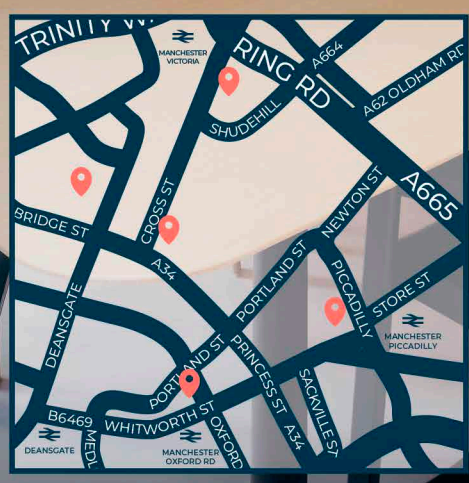 TRINITY W
MANCHESTER
VICTORIA
RING RD
A664
A62 OLDHAM RD
SHUDEHILL
A665
CROSS ST
NEWTON ST
BRIDGE ST
A34
PORTLAND ST
PICCADILLY
STORE ST
DEANSGATE
MANCHESTER
PICCADILLY
PORTLAND ST
PRINCESS ST
A34
SACKVILLE ST
B6469
WHITWORTH ST
OXFORD
MEDL
DEANSGATE
MANCHESTER
OXFORD RD